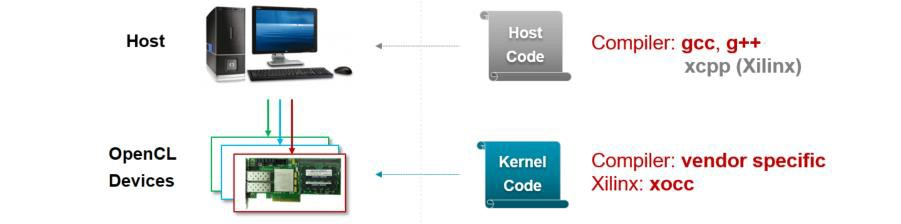 Host
Host
Code
Compiler: gcc, g++
xcpp (Xilinx)
OpenCL
Devices
Kernel
Code
Compiler: vendor specific
Xilinx: xocc